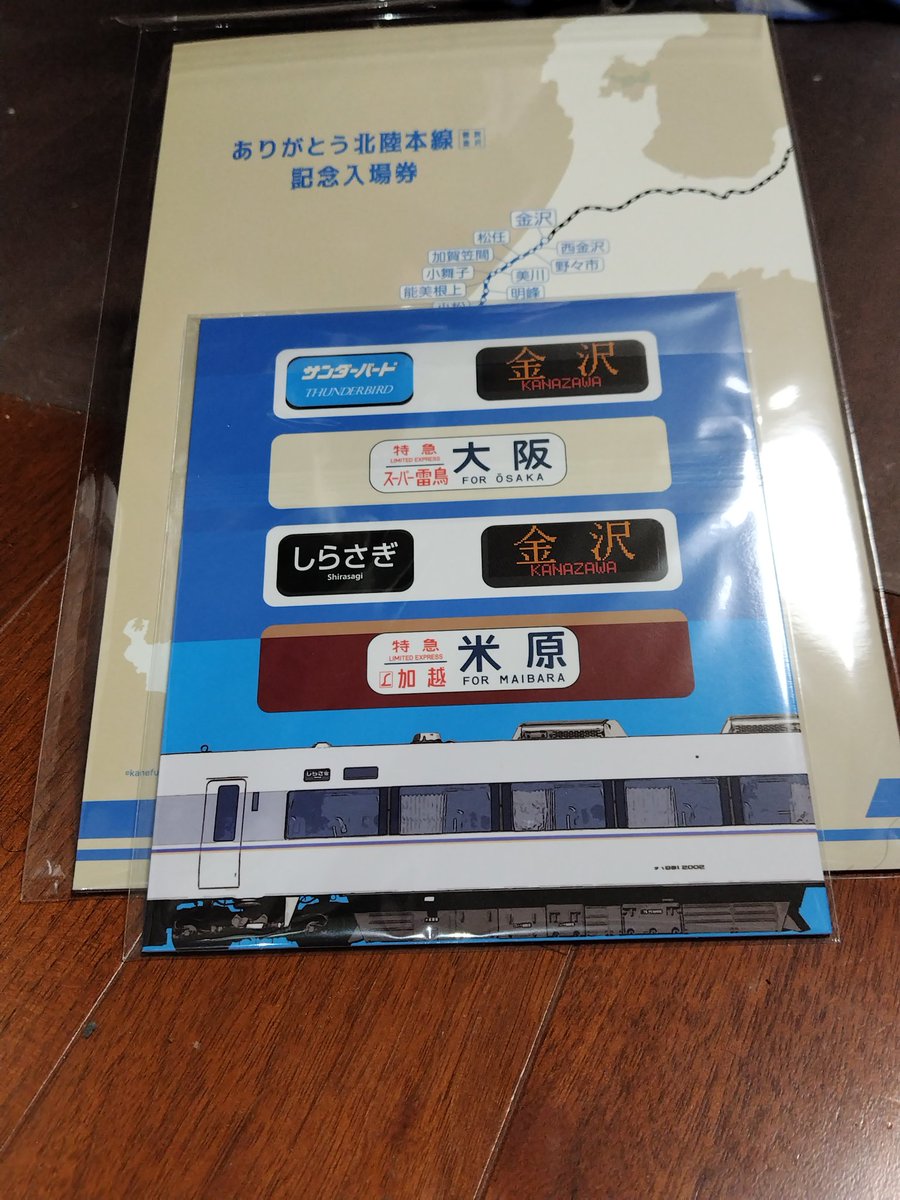 ありがとう北陸本線
記念入場券
金沢
松任
西金沢
加賀笠間
野々市
小舞子
美川
能美根上
明峰
小松
サンダーバード
THUNDERBIRD
金沢
KANAZAWA
特急
LIMITED EXPRESS
スーパー雷鳥
大阪
FOR ŌSAKA
しらさぎ
Shirasagi
金沢
KANAZAWA
特急
LIMITED EXPRESS
L加越
米原
FOR MAIBARA
©kanefu
しらさぎ